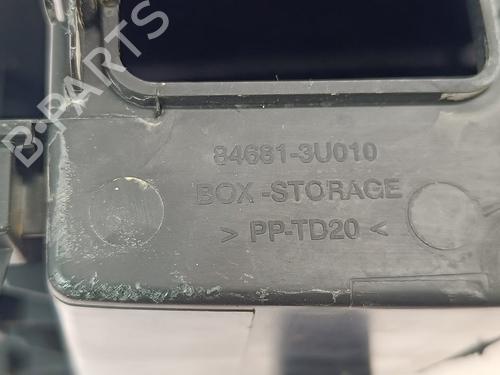 B-PARTS
84681-3U010
BOX-STORAGE
> PP-TD20 <